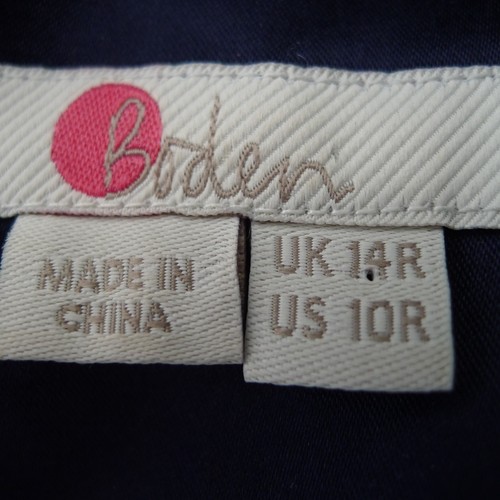 Boden
MADE IN
CHINA
UK 14R
US 10R